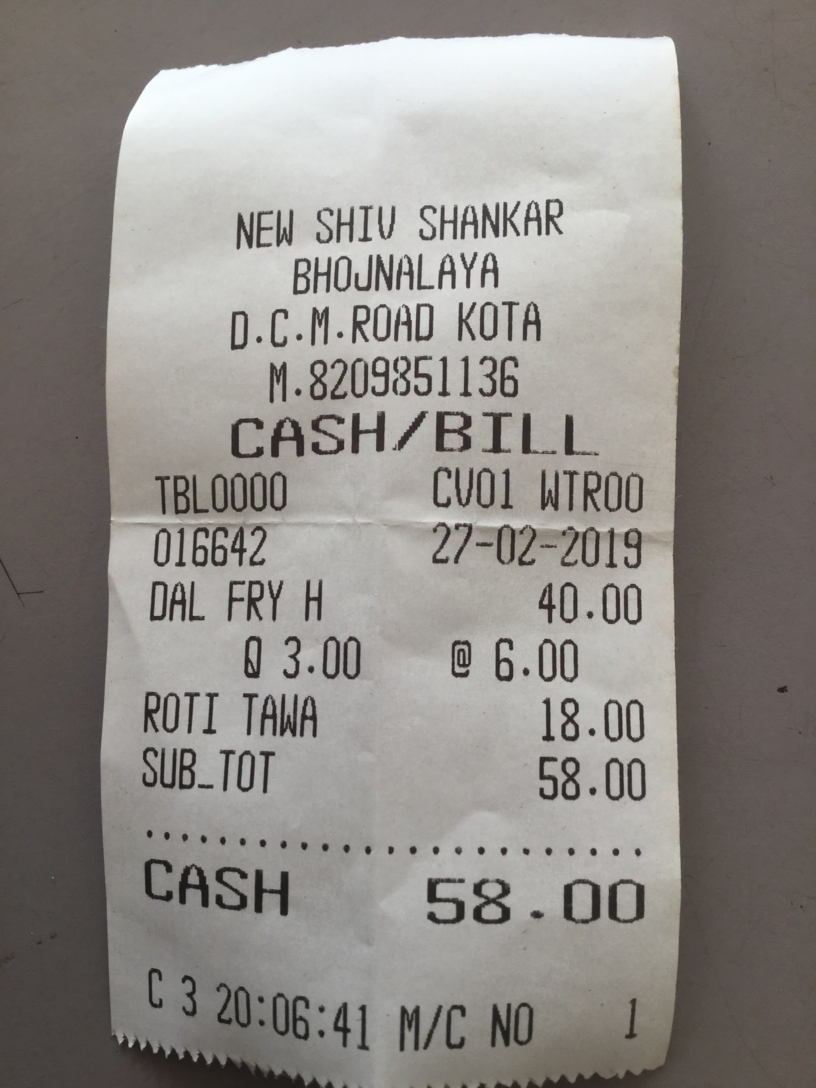 NEW SHIV SHANKAR
BHOJNALAYA
D.C.M.ROAD KOTA
M.8209851136
CASH/BILL
TBL0000 CV01 WTR00
016642 27-02-2019
DAL FRY H 40.00
Q 3.00 @ 6.00
ROTI TAWA 18.00
SUB_TOT 58.00
..........................
CASH 58.00
C 3 20:06:41 M/C NO 1